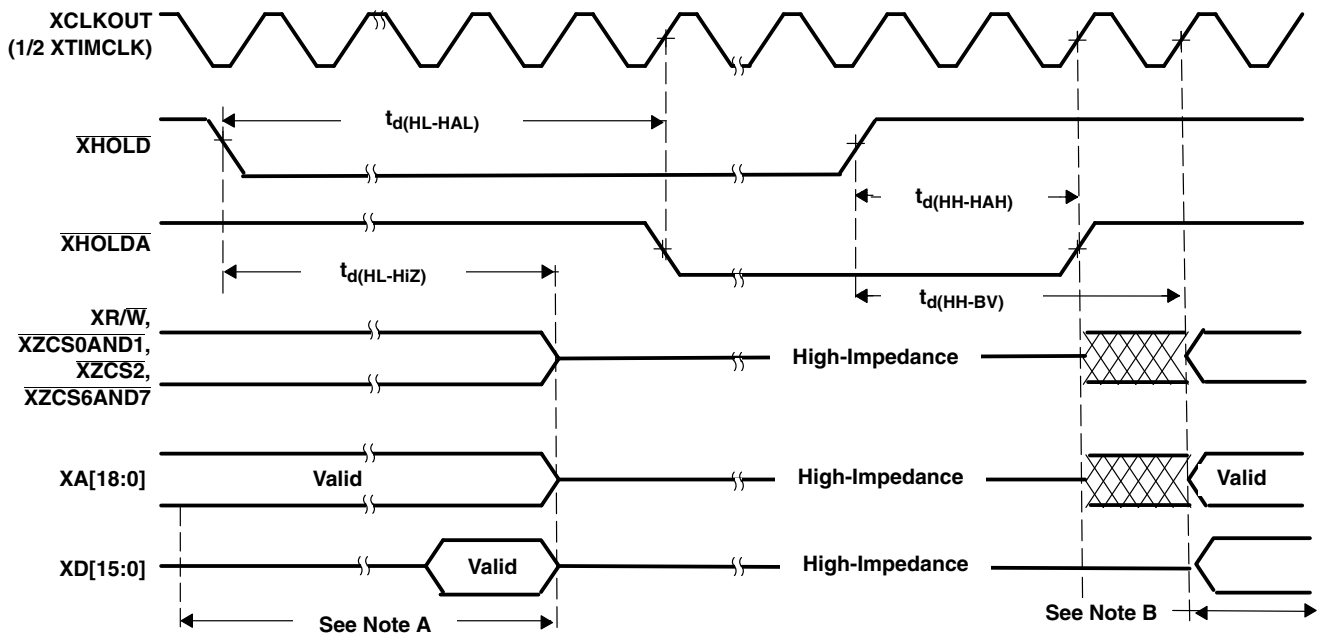 XCLKOUT
(1/2 XTIMCLK)
XHOLD
td(HL-HAL)
td(HH-HAH)
XHOLDA
td(HL-HiZ)
td(HH-BV)
XR/W,
XZCS0AND1,
XZCS2,
XZCS6AND7
High-Impedance
XA[18:0]
Valid
High-Impedance
Valid
XD[15:0]
Valid
High-Impedance
See Note A
See Note B